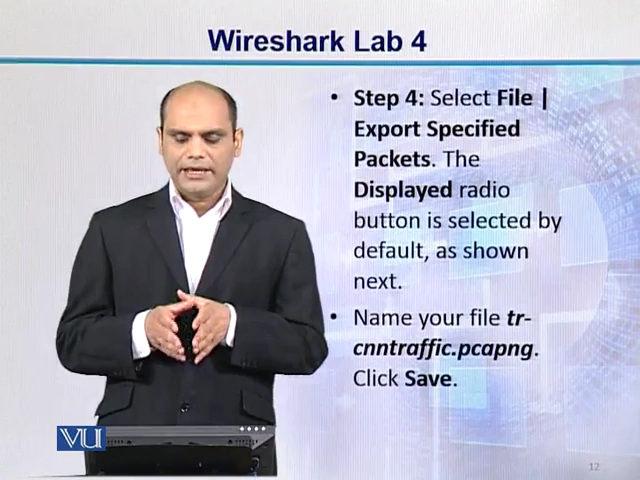 Wireshark Lab 4
• Step 4: Select File |
Export Specified
Packets. The
Displayed radio
button is selected by
default, as shown
next.
• Name your file tr-
cnntraffic.pcapng.
Click Save.
VU
12